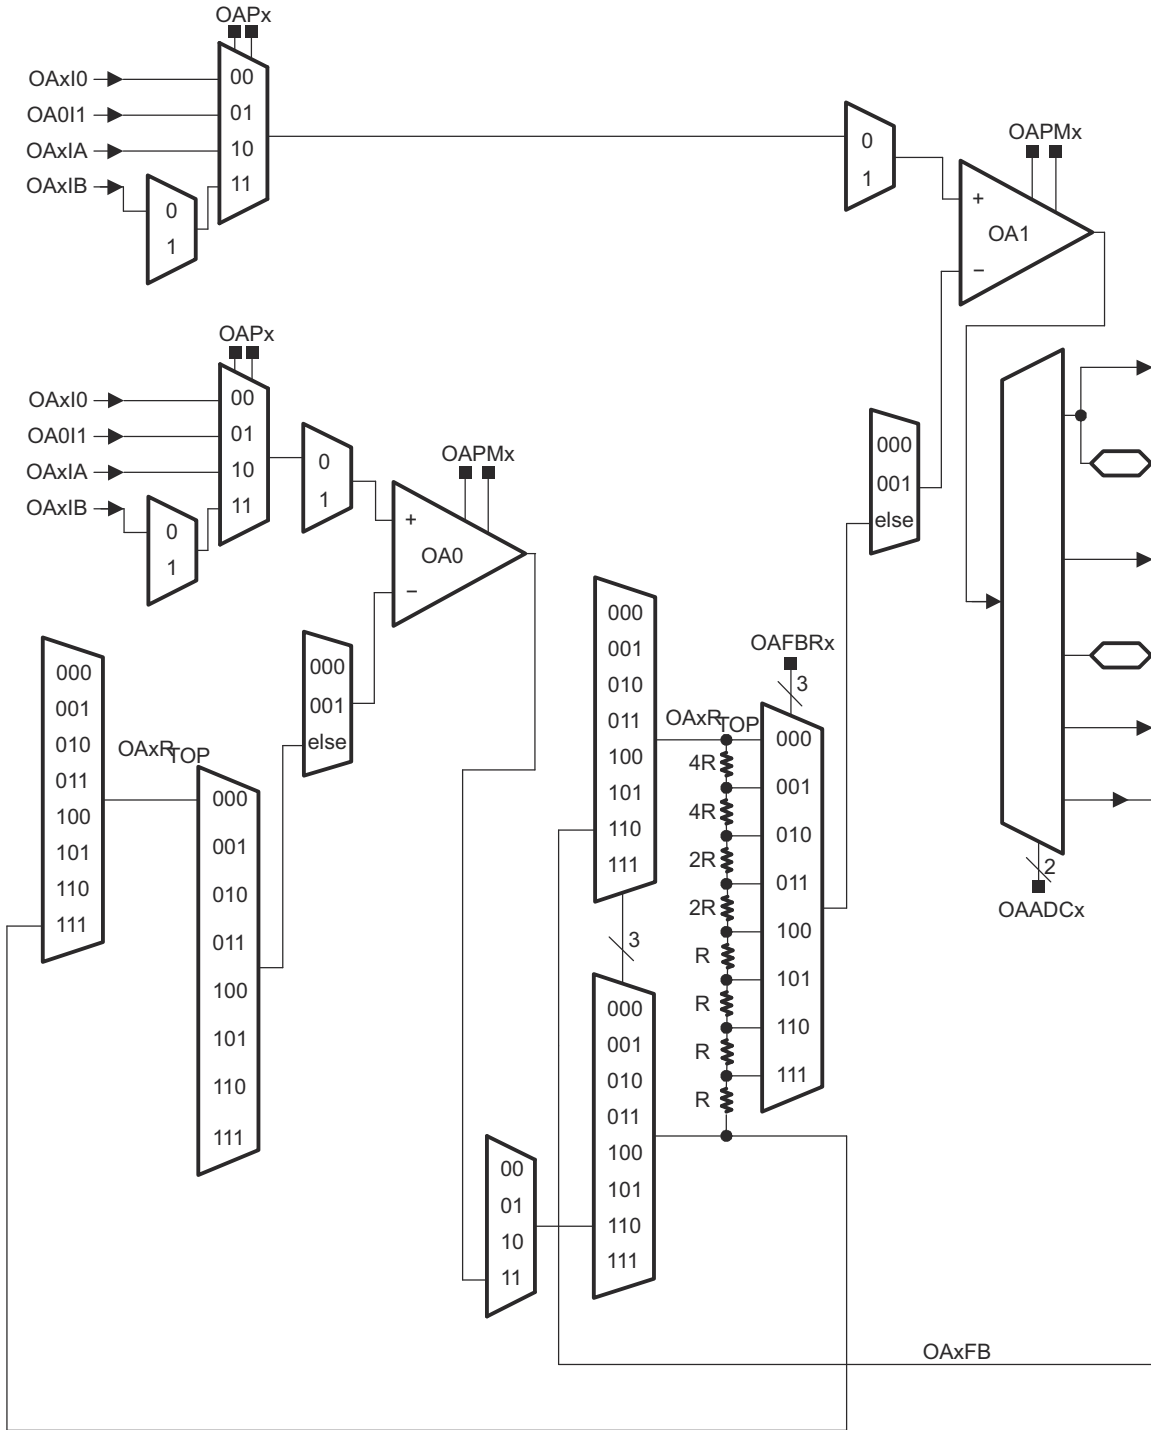 OAPx
OAxI0
00
OA0I1
01
OAxIA
10
OAxIB
11
0
1
0
1
OAPMx
+
OA1
−
OAPx
OAxI0
00
OA0I1
01
OAxIA
10
OAxIB
11
0
1
0
1
OAPMx
+
OA0
−
000
001
else
000
001
else
000
001
010
011
100
101
110
111
OAxRTOP
000
001
010
011
100
101
110
111
000
001
010
011
100
101
110
111
3
OAxRTOP
4R
4R
2R
2R
R
R
R
R
OAFBRx
3
000
001
010
011
100
101
110
111
2
OAADCx
000
001
010
011
100
101
110
111
00
01
10
11
OAxFB